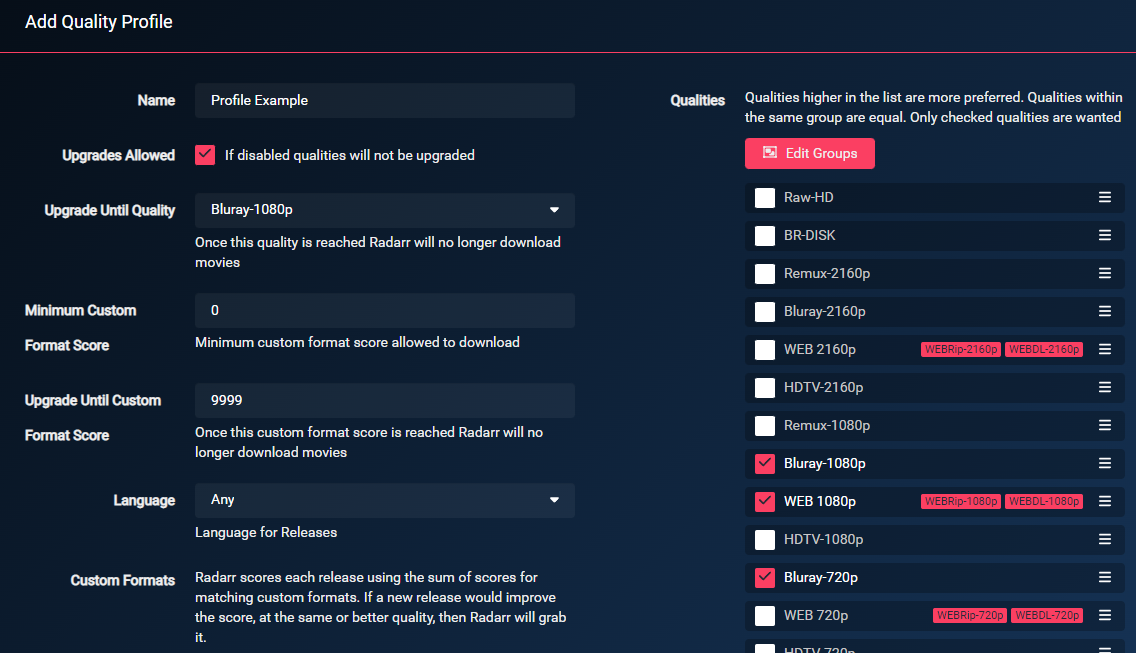 Add Quality Profile
Name
Profile Example
Upgrades Allowed
If disabled qualities will not be upgraded
Upgrade Until Quality
Bluray-1080p
Once this quality is reached Radarr will no longer download
movies
Minimum Custom
Format Score
0
Minimum custom format score allowed to download
Upgrade Until Custom
Format Score
9999
Once this custom format score is reached Radarr will no
longer download movies
Language
Any
Language for Releases
Custom Formats
Radarr scores each release using the sum of scores for
matching custom formats. If a new release would improve
the score, at the same or better quality, then Radarr will grab
it.
Qualities
Qualities higher in the list are more preferred. Qualities within
the same group are equal. Only checked qualities are wanted
Edit Groups
Raw-HD
BR-DISK
Remux-2160p
Bluray-2160p
WEB 2160p WEBRip-2160p WEBDL-2160p
HDTV-2160p
Remux-1080p
Bluray-1080p
WEB 1080p WEBRip-1080p WEBDL-1080p
HDTV-1080p
Bluray-720p
WEB 720p WEBRip-720p WEBDL-720p
HDTV-720p